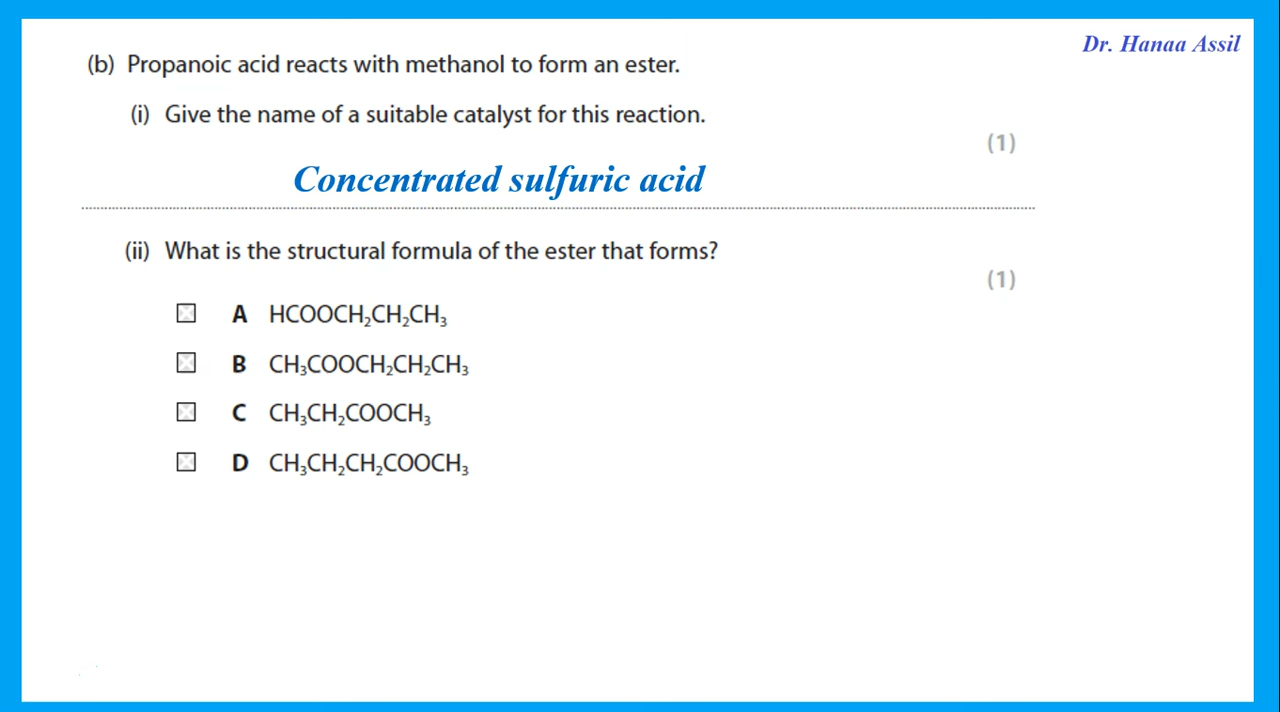 Dr. Hanaa Assil
(b) Propanoic acid reacts with methanol to form an ester.
(i) Give the name of a suitable catalyst for this reaction.
(1)
Concentrated sulfuric acid
(ii) What is the structural formula of the ester that forms?
(1)
A HCOOCH₂CH₂CH₃
B CH₃COOCH₂CH₂CH₃
C CH₃CH₂COOCH₃
D CH₃CH₂CH₂COOCH₃